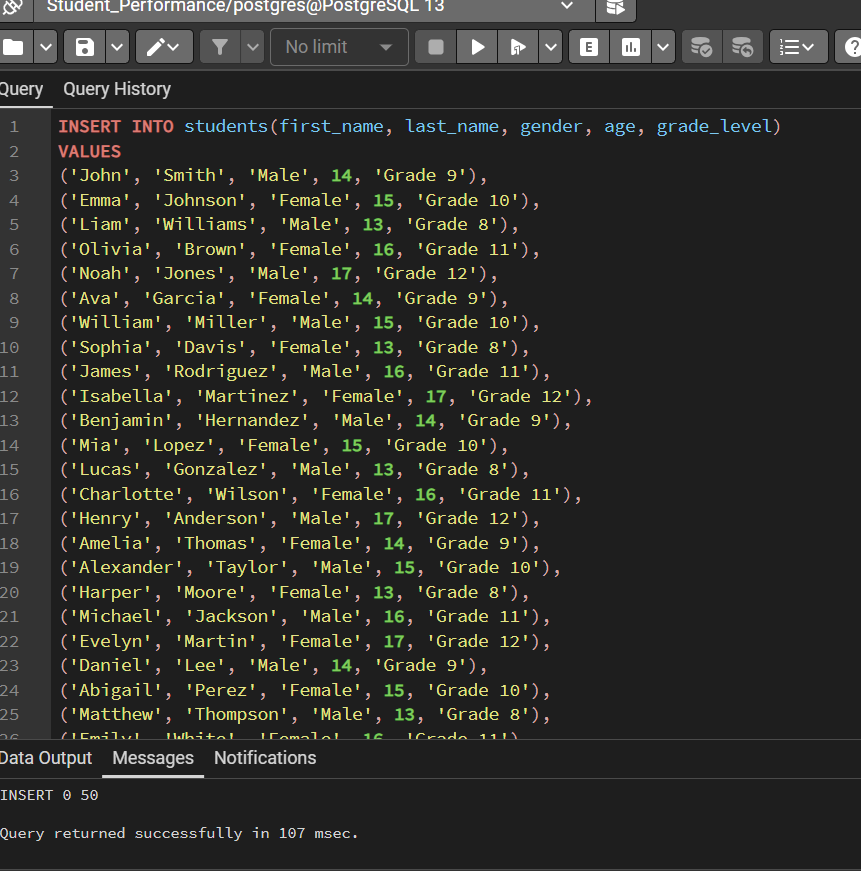 Student_Performance/postgres@PostgreSQL 13
No limit
E
Query Query History
1 INSERT INTO students(first_name, last_name, gender, age, grade_level)
2 VALUES
3 ('John', 'Smith', 'Male', 14, 'Grade 9'),
4 ('Emma', 'Johnson', 'Female', 15, 'Grade 10'),
5 ('Liam', 'Williams', 'Male', 13, 'Grade 8'),
6 ('Olivia', 'Brown', 'Female', 16, 'Grade 11'),
7 ('Noah', 'Jones', 'Male', 17, 'Grade 12'),
8 ('Ava', 'Garcia', 'Female', 14, 'Grade 9'),
9 ('William', 'Miller', 'Male', 15, 'Grade 10'),
10 ('Sophia', 'Davis', 'Female', 13, 'Grade 8'),
11 ('James', 'Rodriguez', 'Male', 16, 'Grade 11'),
12 ('Isabella', 'Martinez', 'Female', 17, 'Grade 12'),
13 ('Benjamin', 'Hernandez', 'Male', 14, 'Grade 9'),
14 ('Mia', 'Lopez', 'Female', 15, 'Grade 10'),
15 ('Lucas', 'Gonzalez', 'Male', 13, 'Grade 8'),
16 ('Charlotte', 'Wilson', 'Female', 16, 'Grade 11'),
17 ('Henry', 'Anderson', 'Male', 17, 'Grade 12'),
18 ('Amelia', 'Thomas', 'Female', 14, 'Grade 9'),
19 ('Alexander', 'Taylor', 'Male', 15, 'Grade 10'),
20 ('Harper', 'Moore', 'Female', 13, 'Grade 8'),
21 ('Michael', 'Jackson', 'Male', 16, 'Grade 11'),
22 ('Evelyn', 'Martin', 'Female', 17, 'Grade 12'),
23 ('Daniel', 'Lee', 'Male', 14, 'Grade 9'),
24 ('Abigail', 'Perez', 'Female', 15, 'Grade 10'),
25 ('Matthew', 'Thompson', 'Male', 13, 'Grade 8'),
26 ('Emily' 'White' 'Female' 16 'Grade 11')
Data Output Messages Notifications
INSERT 0 50
Query returned successfully in 107 msec.